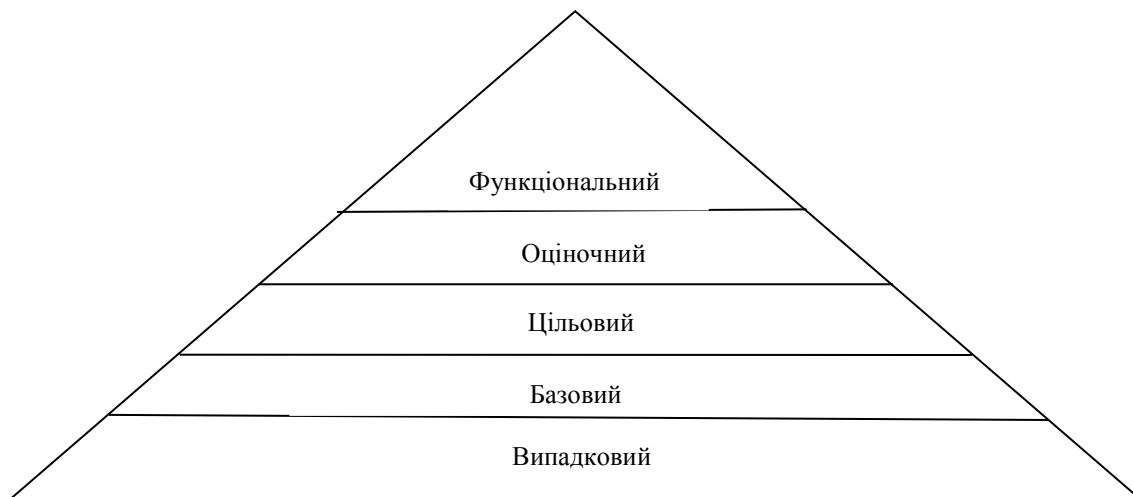 Функціональний
Оціночний
Цільовий
Базовий
Випадковий